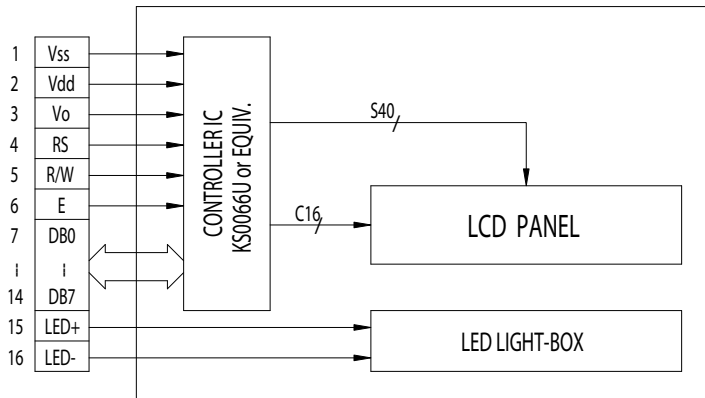 1 Vss
2 Vdd
3 Vo
4 RS
5 R/W
6 E
7 DB0
14 DB7
15 LED+
16 LED-
CONTROLLER IC
KS0066U or EQUIV.
S40
C16
LCD PANEL
LED LIGHT-BOX